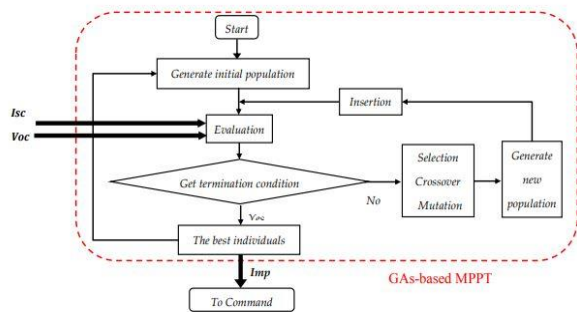 Start
Generate initial population
Insertion
Isc
Voc
Evaluation
Get termination condition
No
Selection
Crossover
Mutation
Generate
new
population
The best individuals
Imp
GAs-based MPPT
To Command